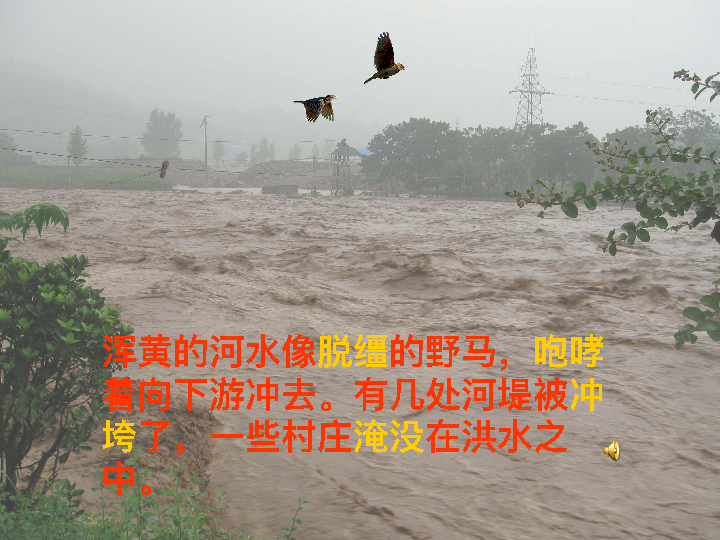 浑黄的河水像脱缰的野马，咆哮
着向下游冲去。有几处河堤被冲
垮了，一些村庄淹没在洪水之
中。